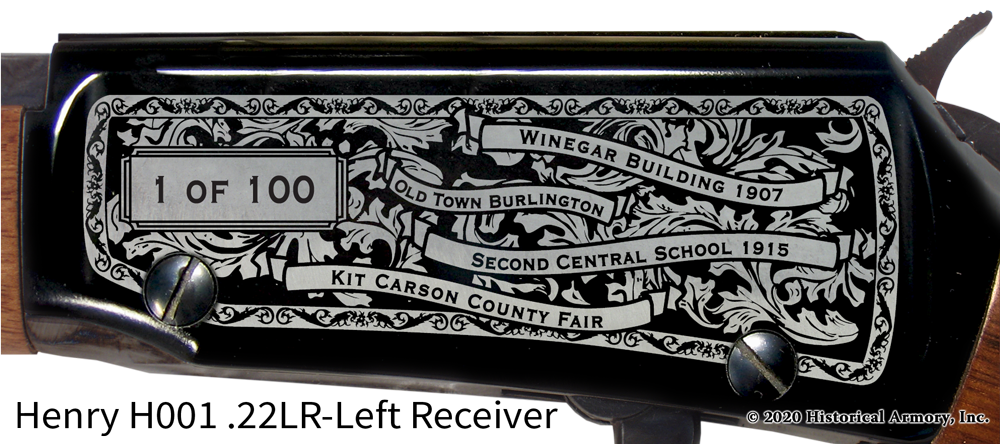 WINEGAR BUILDING 1907
1 OF 100
OLD TOWN BURLINGTON
SECOND CENTRAL SCHOOL 1915
KIT CARSON COUNTY FAIR
Henry H001 .22LR-Left Receiver
© 2020 Historical Armory, Inc.